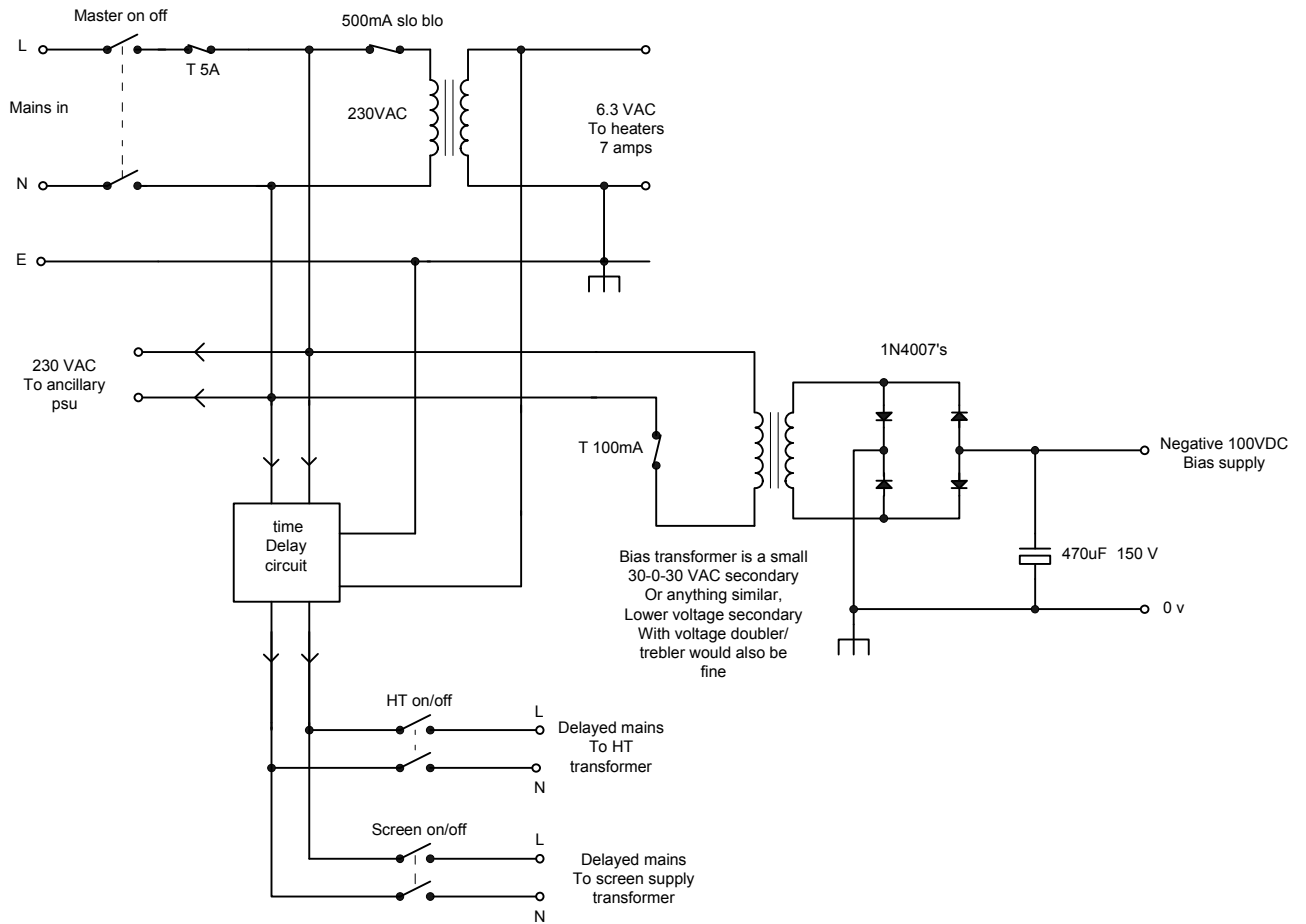 Master on off
500mA slo blo
L
T 5A
Mains in
230VAC
6.3 VAC
To heaters
7 amps
N
E
230 VAC
To ancillary
psu
1N4007's
T 100mA
Negative 100VDC
Bias supply
time
Delay
circuit
Bias transformer is a small
30-0-30 VAC secondary
Or anything similar,
Lower voltage secondary
With voltage doubler/
trebler would also be
fine
470uF 150 V
0 v
HT on/off
L
Delayed mains
To HT
transformer
N
Screen on/off
L
Delayed mains
To screen supply
transformer
N